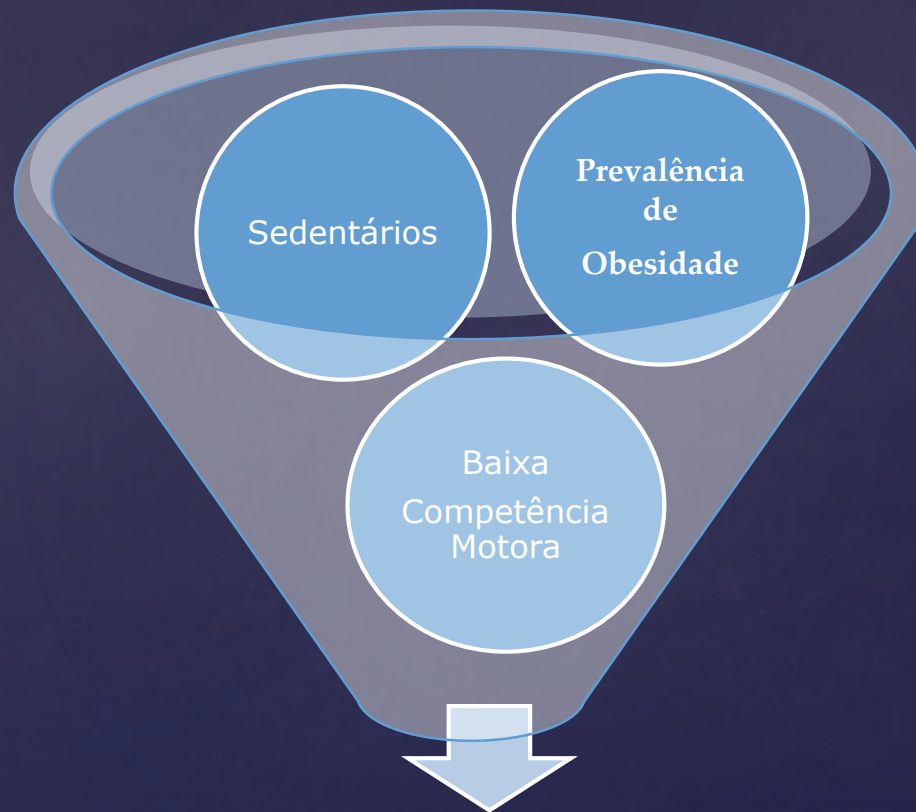 Sedentários
Prevalência
de
Obesidade
Baixa
Competência
Motora